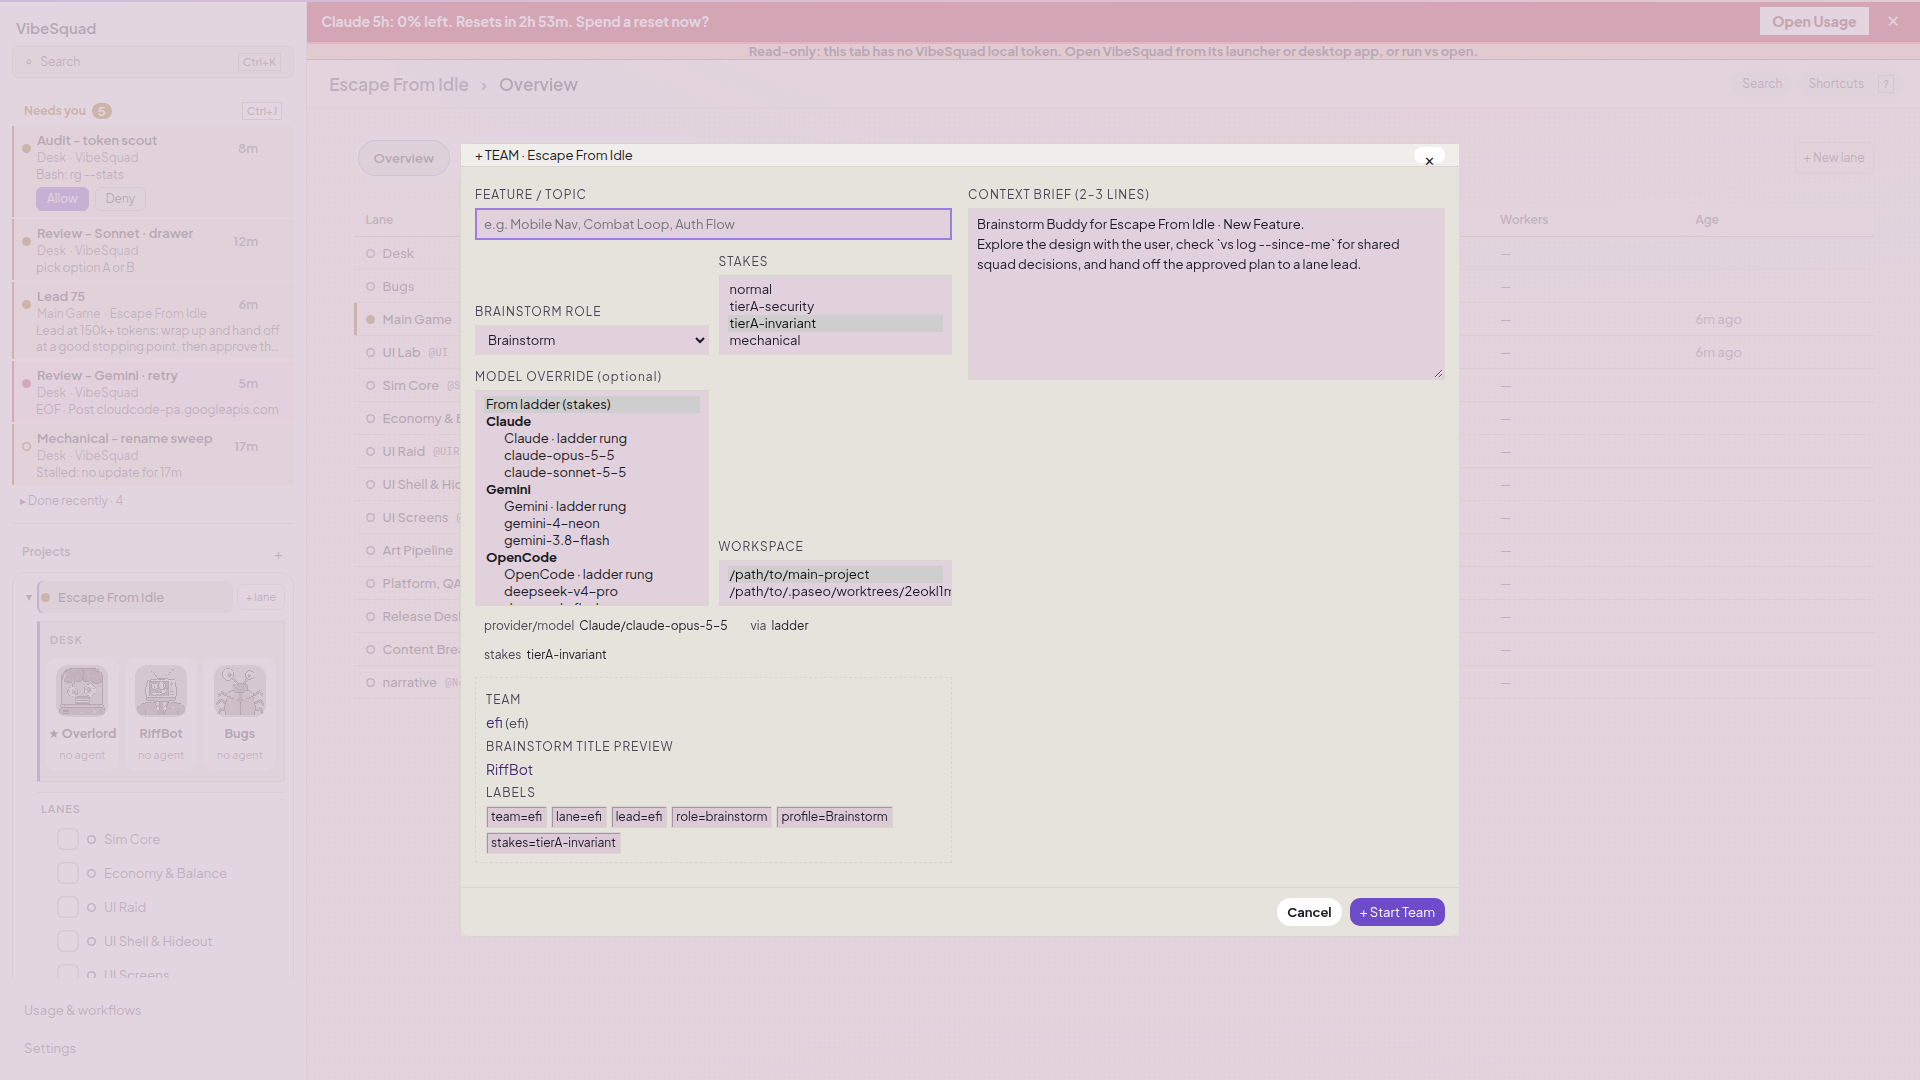 VibeSquad
Search
Ctrl+K
Needs you 5
Ctrl+J
Audit – token scout
8m
Desk · VibeSquad
Bash: rg --stats
Allow
Deny
Review – Sonnet · drawer
12m
Desk · VibeSquad
pick option A or B
Lead 75
6m
Main Game · Escape From Idle
Lead at 150k+ tokens: wrap up and hand off
at a good stopping point, then approve th…
Review – Gemini · retry
5m
Desk · VibeSquad
EOF · Post cloudcode-pa.googleapis.com
Mechanical – rename sweep
17m
Desk · VibeSquad
Stalled: no update for 17m
▸ Done recently · 4
Projects
+
▾ Escape From Idle
+ lane
DESK
★ Overlord
no agent
RiffBot
no agent
Bugs
no agent
LANES
Sim Core
Economy & Balance
UI Raid
UI Shell & Hideout
UI Screens
Usage & workflows
Settings
Claude 5h: 0% left. Resets in 2h 53m. Spend a reset now?
Open Usage
×
Read-only: this tab has no VibeSquad local token. Open VibeSquad from its launcher or desktop app, or run vs open.
Escape From Idle › Overview
Search
Shortcuts ?
Overview
+ New lane
Lane
Workers
Age
Desk
—
Bugs
—
Main Game
—
6m ago
UI Lab @UI
—
6m ago
Sim Core
—
Economy &
—
UI Raid @UIR
—
UI Shell &
—
UI Screens
—
Art Pipeline
—
Platform, QA
—
Release
—
Content
—
narrative
—
+ TEAM · Escape From Idle
×
FEATURE / TOPIC
e.g. Mobile Nav, Combat Loop, Auth Flow
BRAINSTORM ROLE
Brainstorm
STAKES
normal
tierA-security
tierA-invariant
mechanical
MODEL OVERRIDE (optional)
From ladder (stakes)
Claude
Claude · ladder rung
claude-opus-5-5
claude-sonnet-5-5
Gemini
Gemini · ladder rung
gemini-4-neon
gemini-3.8-flash
OpenCode
OpenCode · ladder rung
deepseek-v4-pro
WORKSPACE
/path/to/main-project
/path/to/.paseo/worktrees/2eokl1m
provider/model Claude/claude-opus-5-5 via ladder
stakes tierA-invariant
TEAM
efi (efi)
BRAINSTORM TITLE PREVIEW
RiffBot
LABELS
team=efi lane=efi lead=efi role=brainstorm profile=Brainstorm
stakes=tierA-invariant
CONTEXT BRIEF (2–3 LINES)
Brainstorm Buddy for Escape From Idle · New Feature.
Explore the design with the user, check `vs log --since-me` for shared
squad decisions, and hand off the approved plan to a lane lead.
Cancel
+ Start Team